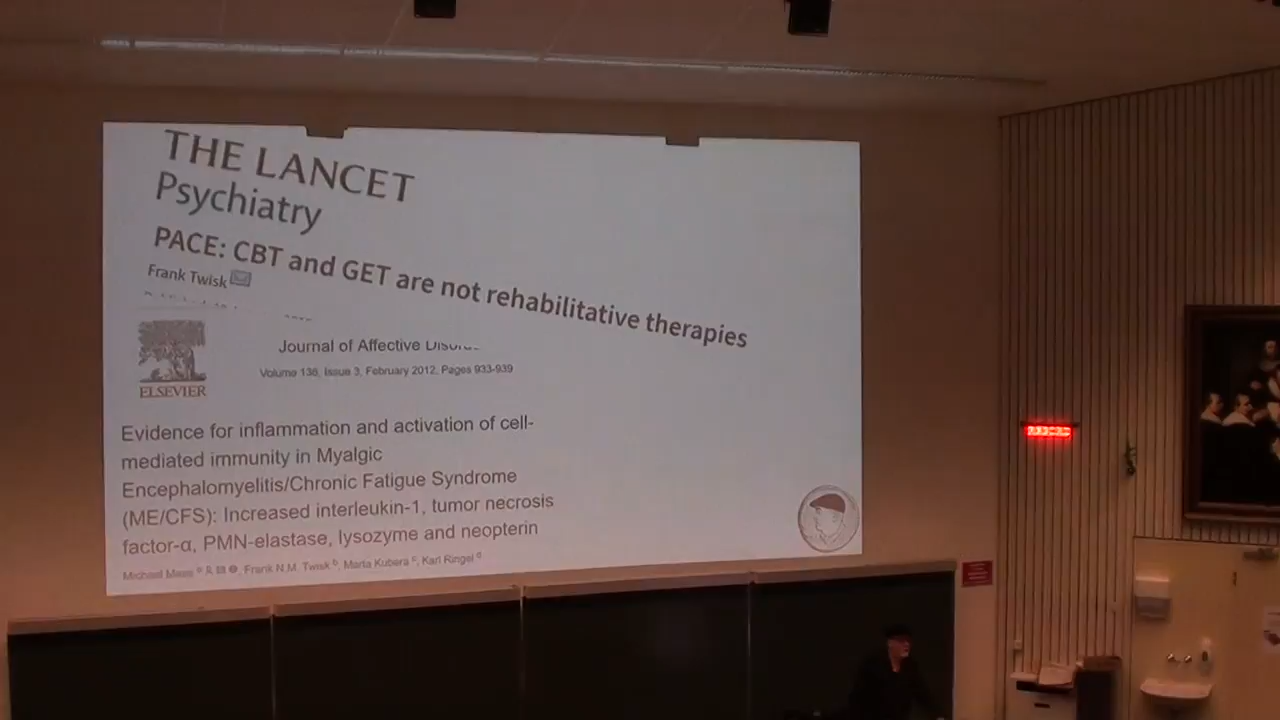 THE LANCET
Psychiatry
PACE: CBT and GET are not rehabilitative therapies
Frank Twisk
Journal of Affective
Volume 136, Issue 3, February 2012, Pages 933-939
ELSEVIER
Evidence for inflammation and activation of cell-
mediated immunity in Myalgic
Encephalomyelitis/Chronic Fatigue Syndrome
(ME/CFS): Increased interleukin-1, tumor necrosis
factor-α, PMN-elastase, lysozyme and neopterin
Michael Maes, Frank N.M. Twisk b, Marta Kubera c, Karl Ringel